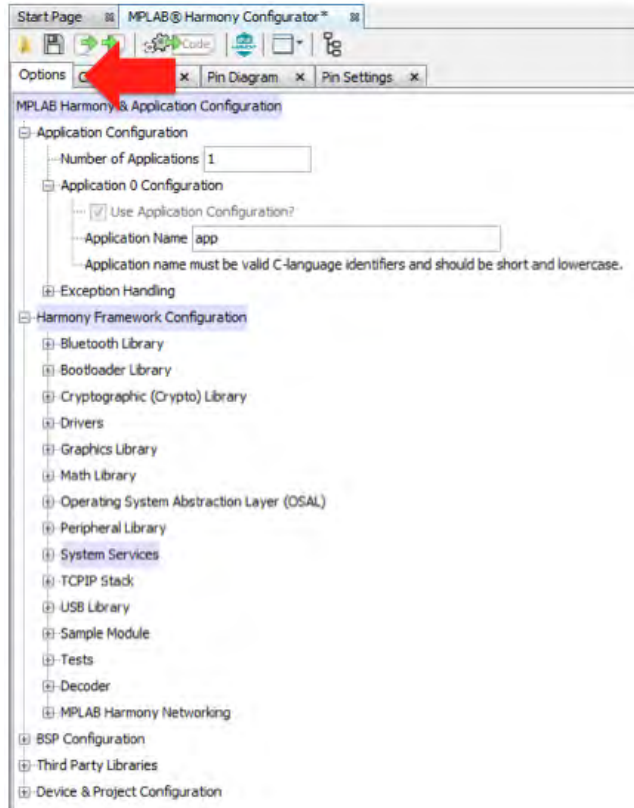 Start Page MPLAB® Harmony Configurator*
Code
Options Pin Diagram Pin Settings
MPLAB Harmony & Application Configuration
Application Configuration
Number of Applications 1
Application 0 Configuration
Use Application Configuration?
Application Name app
Application name must be valid C-language identifiers and should be short and lowercase.
Exception Handling
Harmony Framework Configuration
Bluetooth Library
Bootloader Library
Cryptographic (Crypto) Library
Drivers
Graphics Library
Math Library
Operating System Abstraction Layer (OSAL)
Peripheral Library
System Services
TCPIP Stack
USB Library
Sample Module
Tests
Decoder
MPLAB Harmony Networking
BSP Configuration
Third Party Libraries
Device & Project Configuration